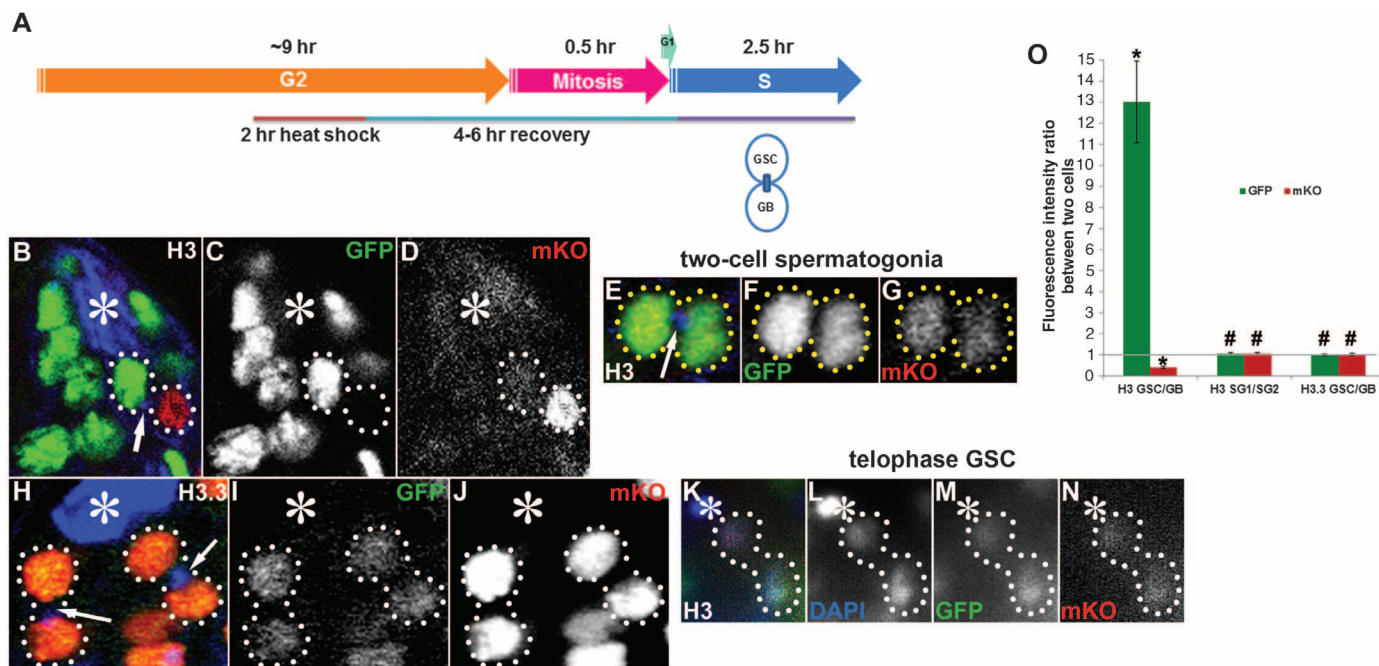 A
~9 hr
0.5 hr
G1
2.5 hr
G2
Mitosis
S
2 hr heat shock
4-6 hr recovery
GSC
GB
B
H3
C
GFP
D
mKO
*
*
*
two-cell spermatogonia
E
H3
F
GFP
G
mKO
H
H3.3
I
GFP
J
mKO
*
*
*
telophase GSC
K
H3
L
DAPI
M
GFP
N
mKO
*
*
*
*
O
Fluorescence intensity ratio
between two cells
15
14
13
12
11
10
9
8
7
6
5
4
3
2
1
0
*
*
# #
# #
GFP
mKO
H3 GSC/GB
H3 SG1/SG2
H3.3 GSC/GB